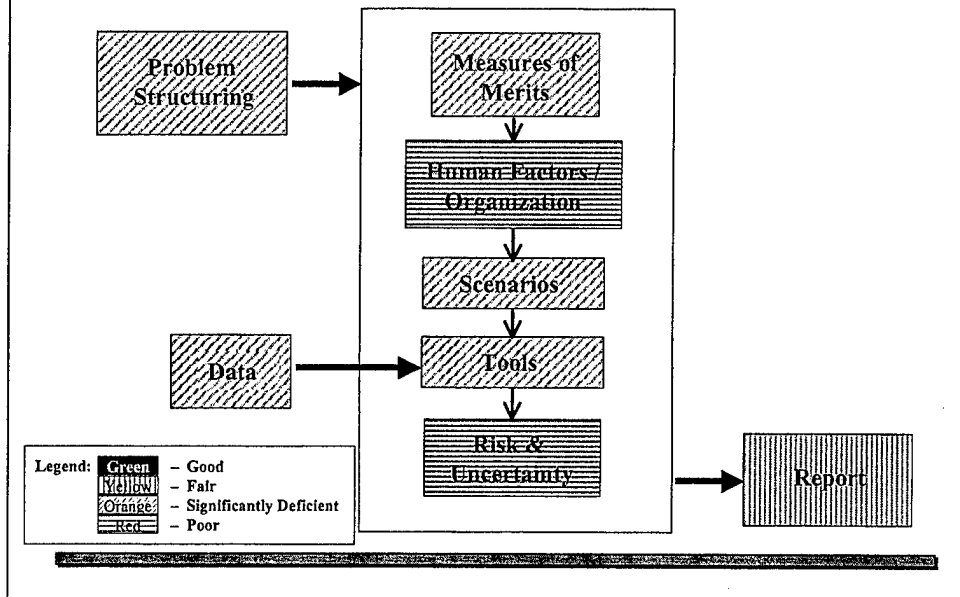 Problem
Structuring
Measures of
Merits
Human Factors /
Organization
Scenarios
Data
Tools
Risk &
Uncertainty
Report
Legend: Green – Good
Yellow – Fair
Orange – Significantly Deficient
Red – Poor